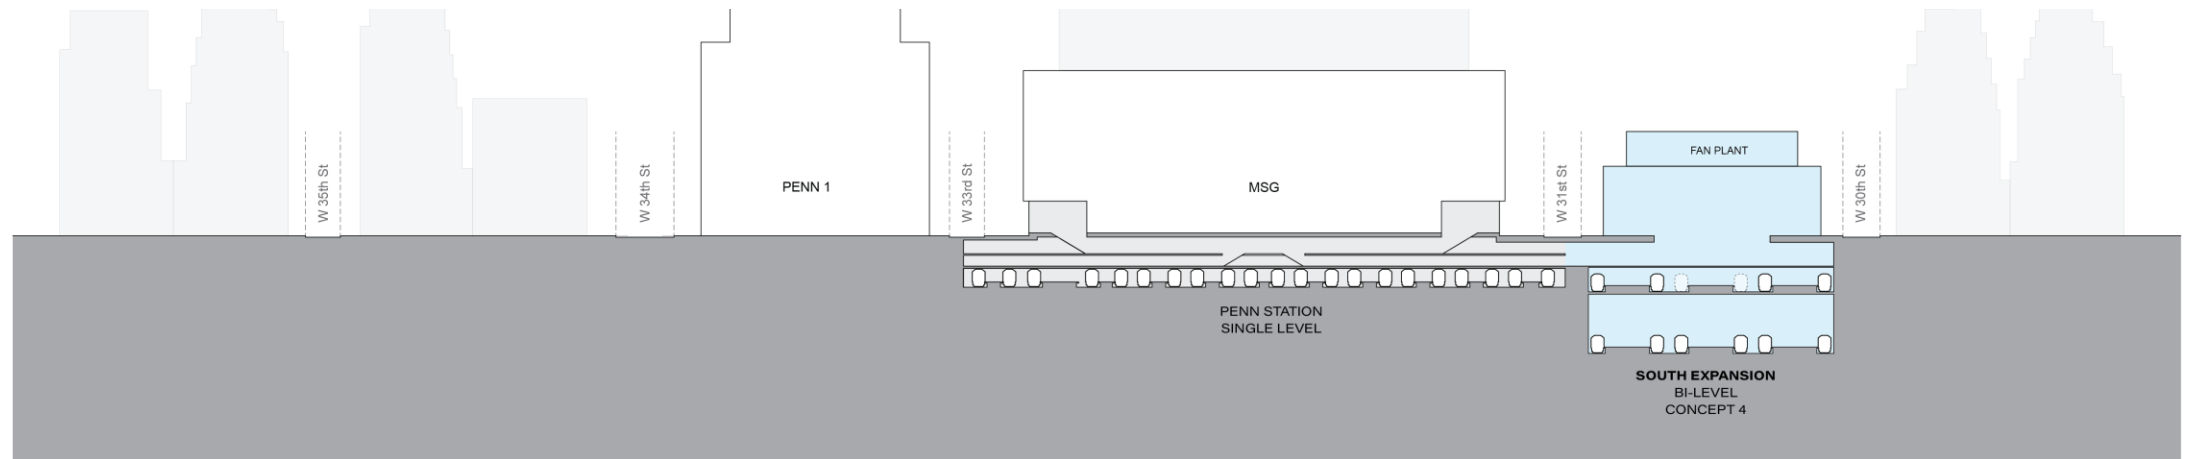 W 35th St
W 34th St
PENN 1
W 33rd St
MSG
W 31st St
FAN PLANT
W 30th St
PENN STATION
SINGLE LEVEL
SOUTH EXPANSION
BI-LEVEL
CONCEPT 4